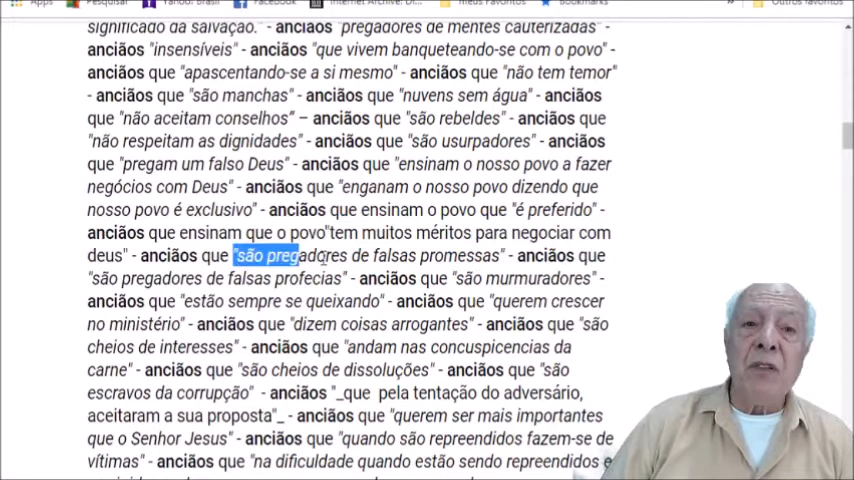 Apps Pesquisar Yahoo! Brasil Facebook Internet Archive: Di... meus Favoritos Bookmarks » Outros favoritos
significado da salvação." - anciãos "pregadores de mentes cauterizadas" -
anciãos "insensíveis" - anciãos "que vivem banqueteando-se com o povo" -
anciãos que "apascentando-se a si mesmo" - anciãos que "não tem temor"
- anciãos que "são manchas" - anciãos que "nuvens sem água" - anciãos
que "não aceitam conselhos" – anciãos que "são rebeldes" - anciãos que
"não respeitam as dignidades" - anciãos que "são usurpadores" - anciãos
que "pregam um falso Deus" - anciãos que "ensinam o nosso povo a fazer
negócios com Deus" - anciãos que "enganam o nosso povo dizendo que
nosso povo é exclusivo" - anciãos que ensinam o povo que "é preferido" -
anciãos que ensinam que o povo"tem muitos méritos para negociar com
deus" - anciãos que "são pregadores de falsas promessas" - anciãos que
"são pregadores de falsas profecias" - anciãos que "são murmuradores" -
anciãos que "estão sempre se queixando" - anciãos que "querem crescer
no ministério" - anciãos que "dizem coisas arrogantes" - anciãos que "são
cheios de interesses" - anciãos que "andam nas concuspicencias da
carne" - anciãos que "são cheios de dissoluções" - anciãos que "são
escravos da corrupção" - anciãos "_que pela tentação do adversário,
aceitaram a sua proposta"_ - anciãos que "querem ser mais importantes
que o Senhor Jesus" - anciãos que "quando são repreendidos fazem-se de
vítimas" - anciãos que "na dificuldade quando estão sendo repreendidos e